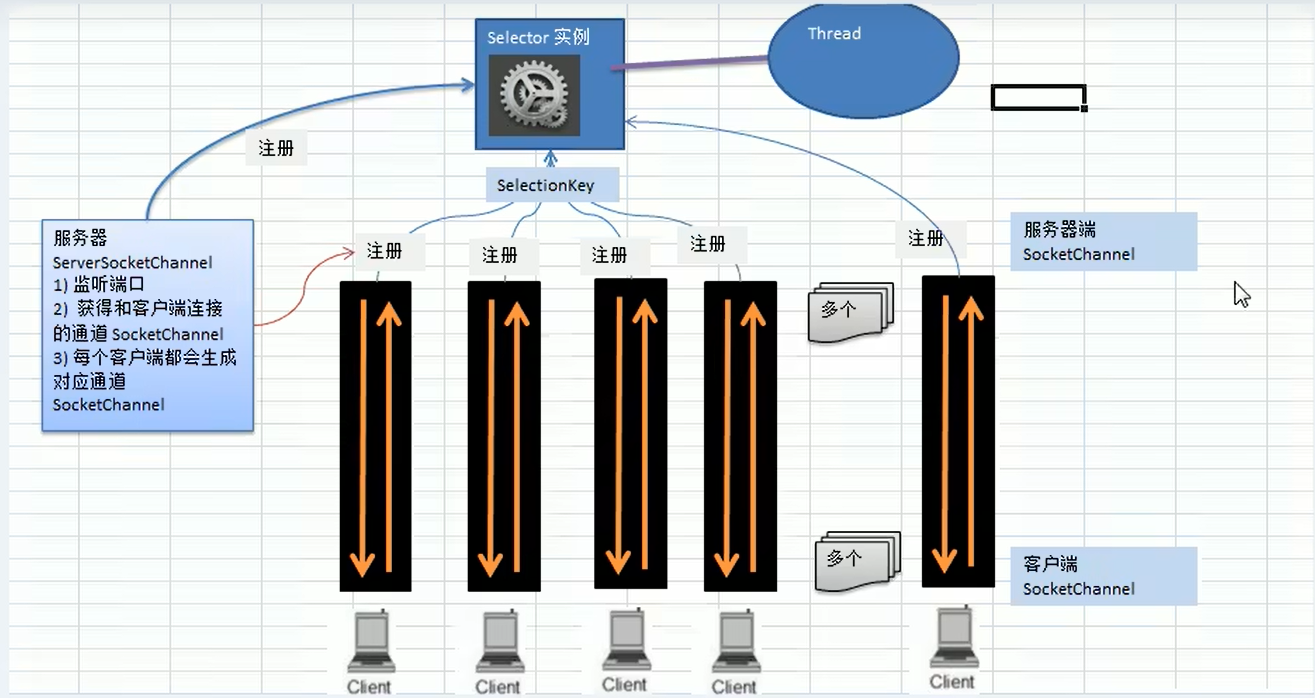 Selector 实例
Thread
注册
SelectionKey
服务器
ServerSocketChannel
1) 监听端口
2) 获得和客户端连接
的通道 SocketChannel
3) 每个客户端都会生成
对应通道
SocketChannel
注册
注册
注册
注册
注册
服务器端
SocketChannel
多个
多个
客户端
SocketChannel
Client
Client
Client
Client
Client